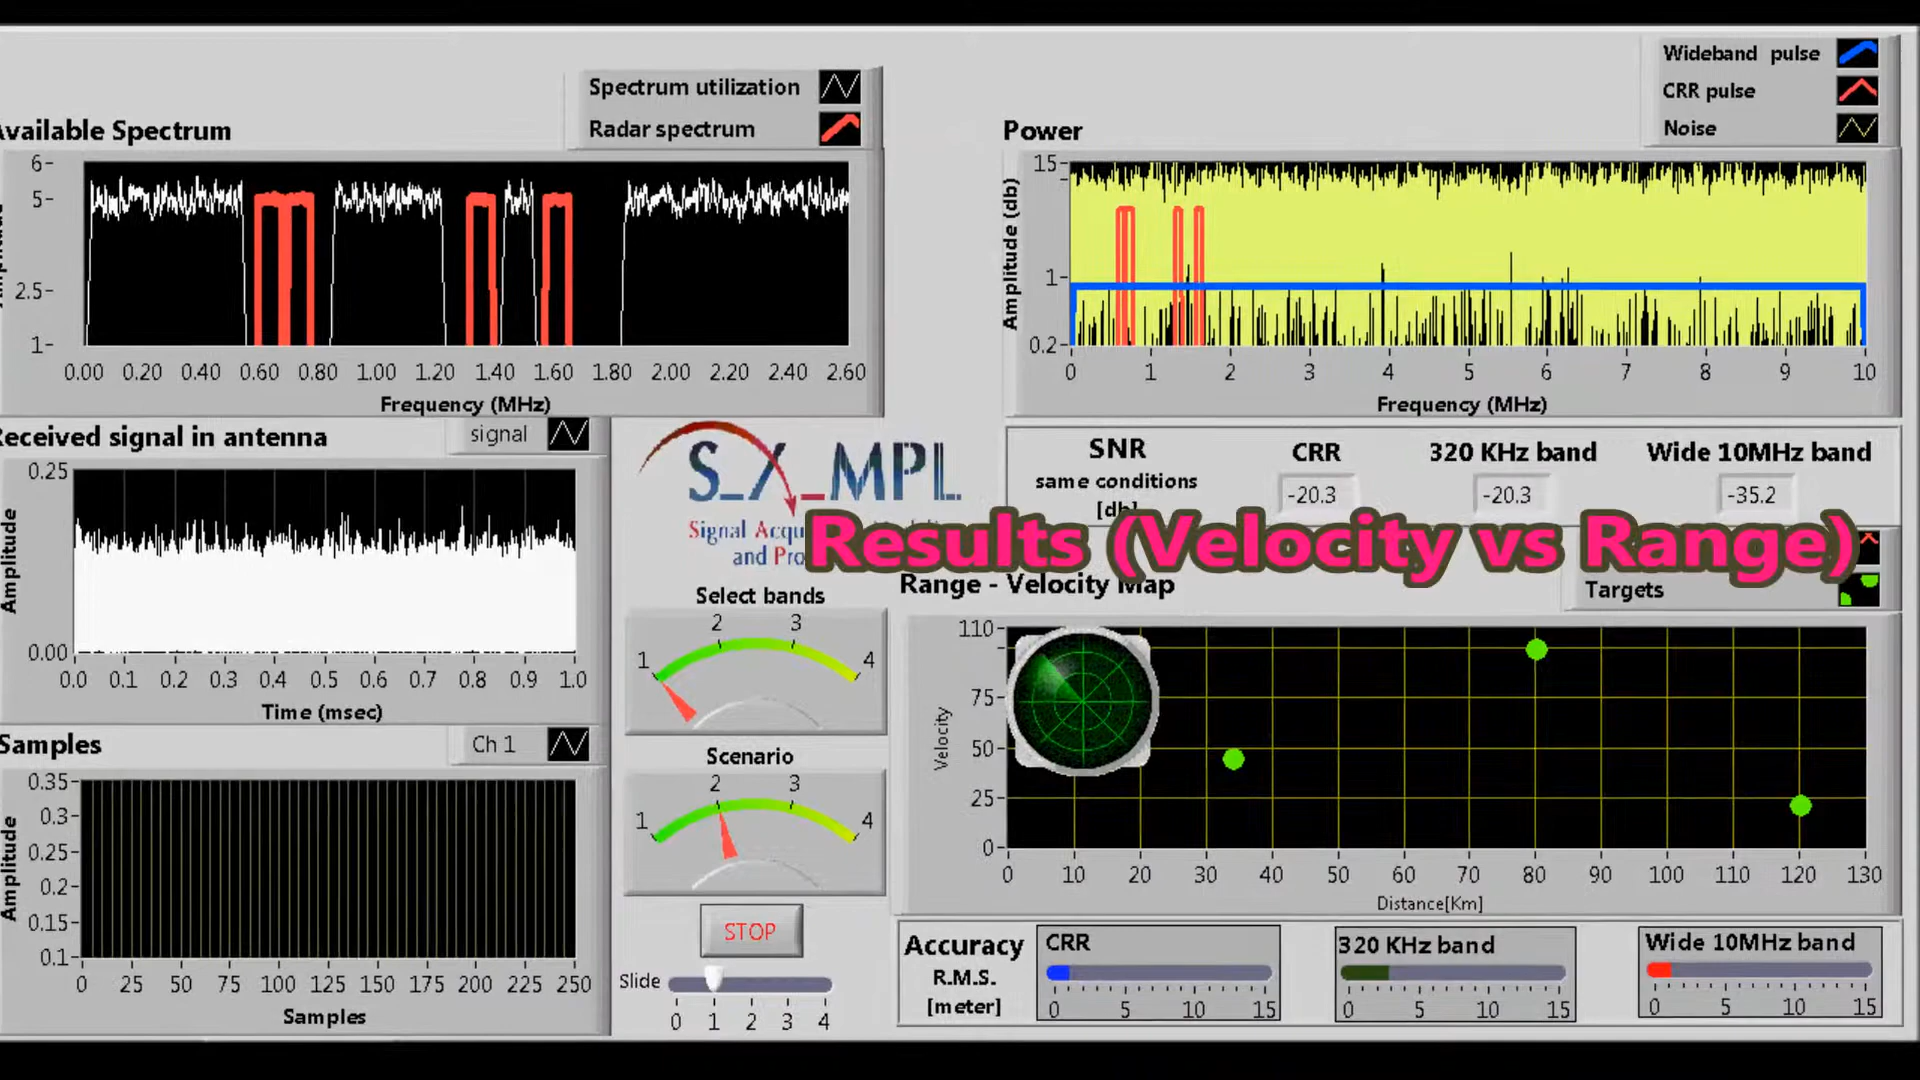 Spectrum utilization
Radar spectrum
Available Spectrum
6
5
2.5
1
0.00 0.20 0.40 0.60 0.80 1.00 1.20 1.40 1.60 1.80 2.00 2.20 2.40 2.60
Frequency (MHz)
Wideband pulse
CRR pulse
Noise
Power
Amplitude (db)
15
1
0.2
0 1 2 3 4 5 6 7 8 9 10
Frequency (MHz)
Received signal in antenna
signal
Amplitude
0.25
0.00
0.0 0.1 0.2 0.3 0.4 0.5 0.6 0.7 0.8 0.9 1.0
Time (msec)
Samples
Ch 1
Amplitude
0.35
0.3
0.25
0.2
0.15
0.1
0 25 50 75 100 125 150 175 200 225 250
Samples
S_X_MPL
Signal Acqu
and Pro
Select bands
1 2 3 4
Scenario
1 2 3 4
STOP
Slide
0 1 2 3 4
SNR
same conditions
[db]
CRR
-20.3
320 KHz band
-20.3
Wide 10MHz band
-35.2
Results (Velocity vs Range)
Range - Velocity Map
Targets
Velocity
110
75
50
25
0
0 10 20 30 40 50 60 70 80 90 100 110 120 130
Distance[Km]
Accuracy
R.M.S.
[meter]
CRR
0 5 10 15
320 KHz band
0 5 10 15
Wide 10MHz band
0 5 10 15